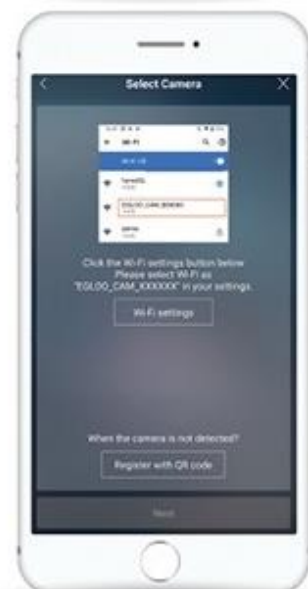 Select Camera
Wi-Fi
Click the Wi-Fi settings button below
Please select Wi-Fi as
"EGLOO_CAM_XXXXXX" in your settings.
Wi-Fi settings
When the camera is not detected?
Register with QR code
Next